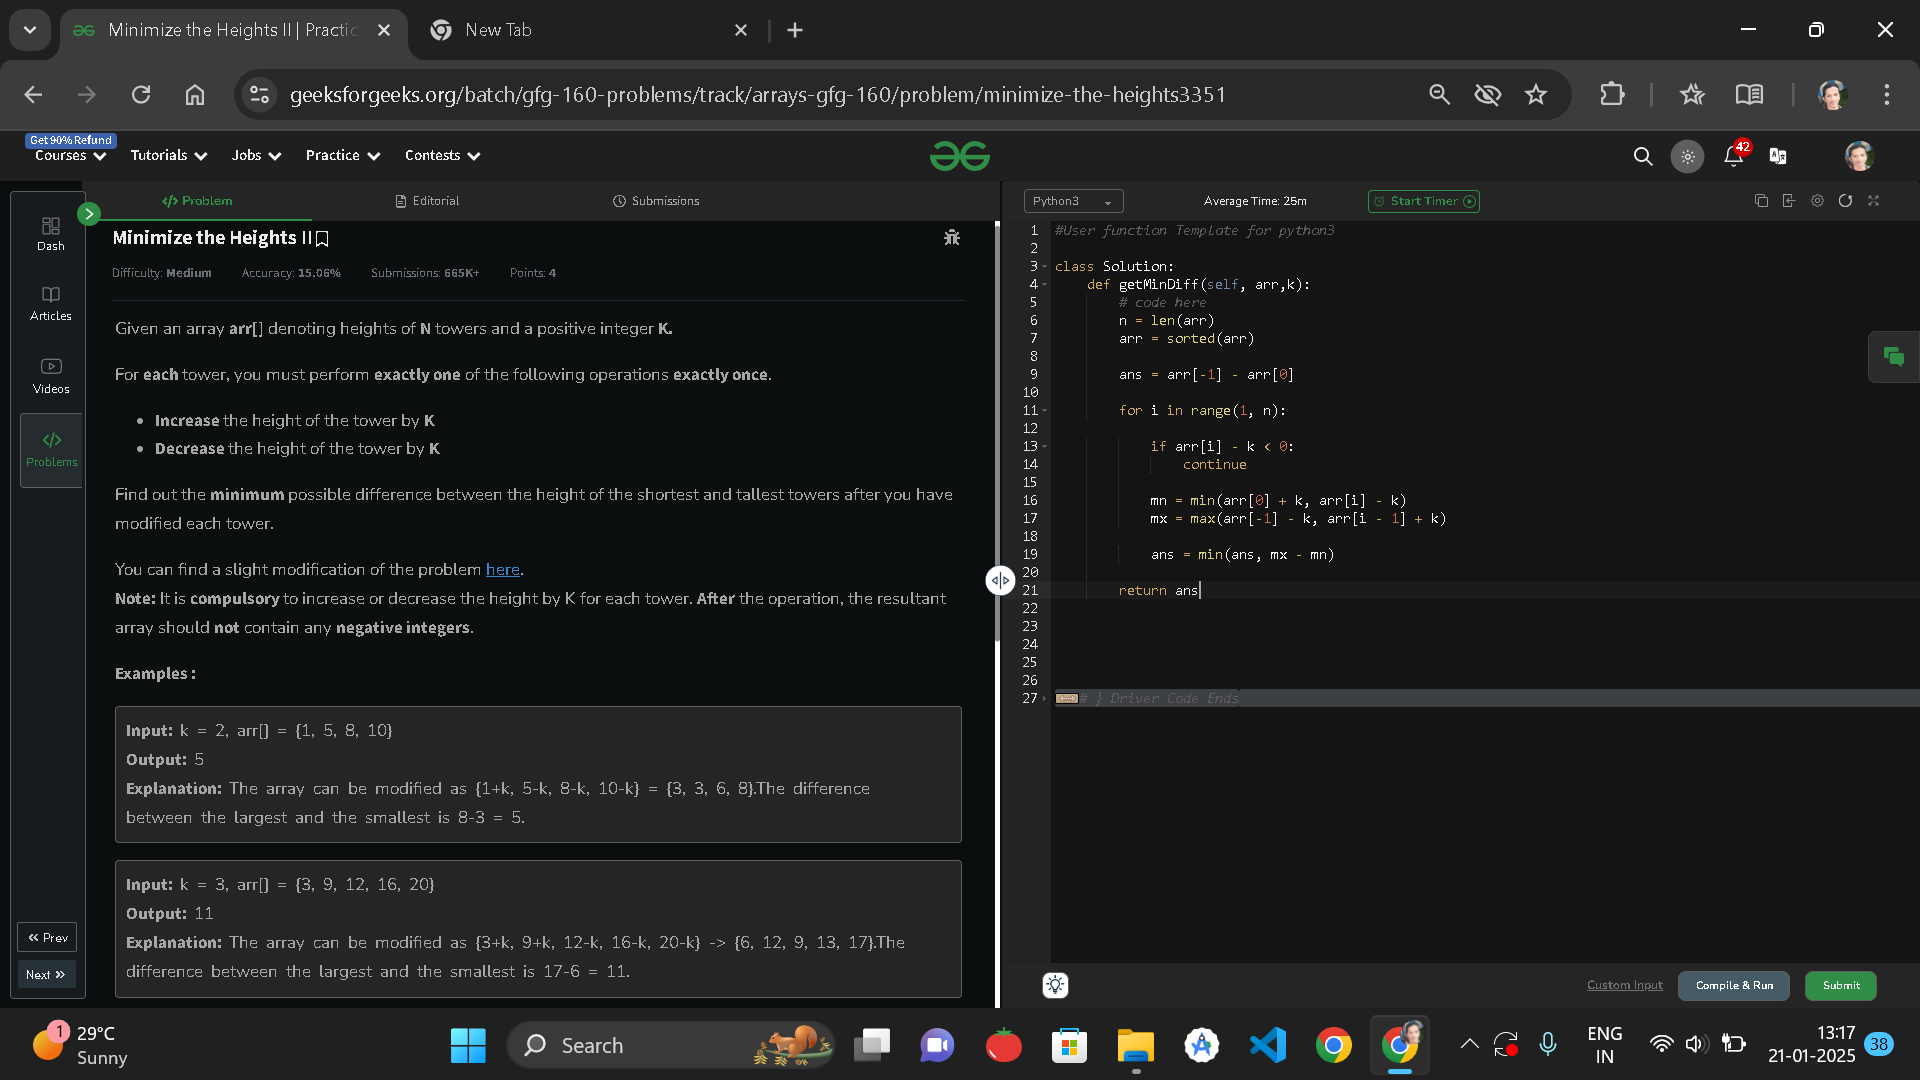 Minimize the Heights II | Practic
New Tab
geeksforgeeks.org/batch/gfg-160-problems/track/arrays-gfg-160/problem/minimize-the-heights3351
Get 90% Refund
Courses
Tutorials
Jobs
Practice
Contests
42
Dash
Articles
Videos
Problems
« Prev
Next »
Problem
Editorial
Submissions
Minimize the Heights II
Difficulty: Medium
Accuracy: 15.06%
Submissions: 665K+
Points: 4
Given an array arr[] denoting heights of N towers and a positive integer K.
For each tower, you must perform exactly one of the following operations exactly once.
• Increase the height of the tower by K
• Decrease the height of the tower by K
Find out the minimum possible difference between the height of the shortest and tallest towers after you have
modified each tower.
You can find a slight modification of the problem here.
Note: It is compulsory to increase or decrease the height by K for each tower. After the operation, the resultant
array should not contain any negative integers.
Examples :
Input: k = 2, arr[] = {1, 5, 8, 10}
Output: 5
Explanation: The array can be modified as {1+k, 5-k, 8-k, 10-k} = {3, 3, 6, 8}.The difference
between the largest and the smallest is 8-3 = 5.
Input: k = 3, arr[] = {3, 9, 12, 16, 20}
Output: 11
Explanation: The array can be modified as {3+k, 9+k, 12-k, 16-k, 20-k} -> {6, 12, 9, 13, 17}.The
difference between the largest and the smallest is 17-6 = 11.
Python3
Average Time: 25m
Start Timer
1 #User function Template for python3
2
3 class Solution:
4 def getMinDiff(self, arr,k):
5 # code here
6 n = len(arr)
7 arr = sorted(arr)
8
9 ans = arr[-1] - arr[0]
10
11 for i in range(1, n):
12
13 if arr[i] - k < 0:
14 continue
15
16 mn = min(arr[0] + k, arr[i] - k)
17 mx = max(arr[-1] - k, arr[i - 1] + k)
18
19 ans = min(ans, mx - mn)
20
21 return ans
22
23
24
25
26
27 # } Driver Code Ends
Custom Input
Compile & Run
Submit
1
29°C
Sunny
Search
ENG
IN
13:17
21-01-2025
38